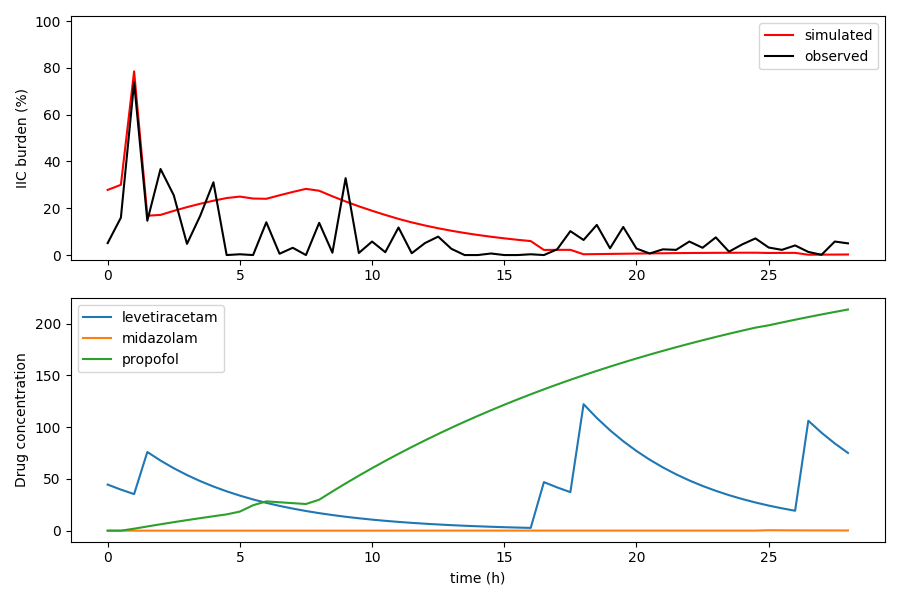 100
80
60
40
20
0
IIC burden (%)
simulated
observed
0 5 10 15 20 25
200
150
100
50
0
Drug concentration
levetiracetam
midazolam
propofol
0 5 10 15 20 25
time (h)